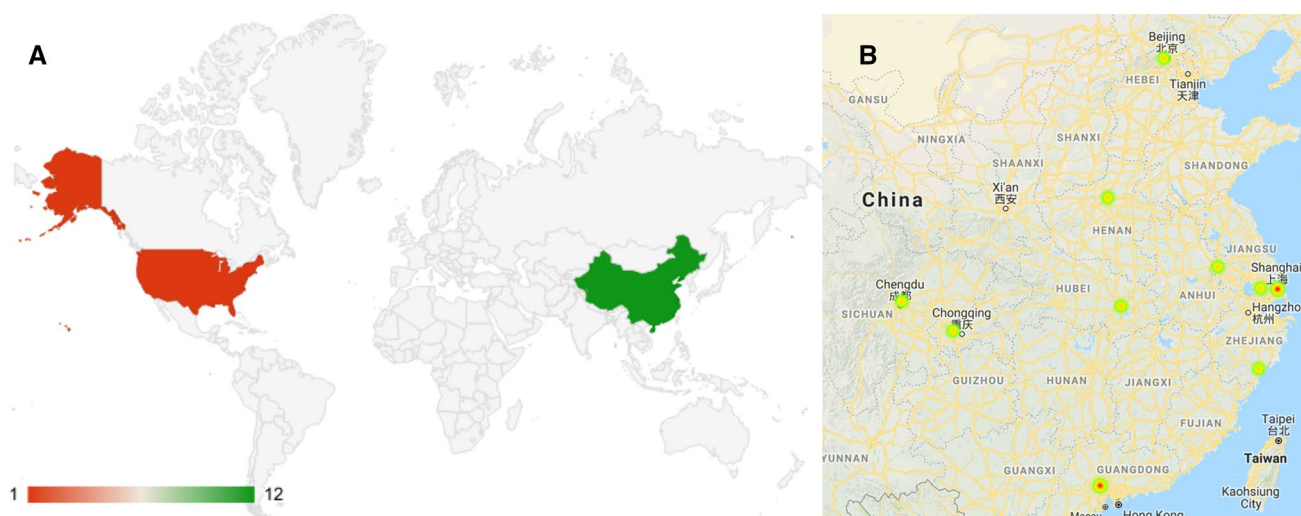 A
1
12
B
Beijing
北京
HEBEI
Tianjin
天津
GANSU
NINGXIA
SHANXI
SHAANXI
SHANDONG
Xi'an
西安
China
HENAN
JIANGSU
Shanghai
上海
Chengdu
成都
HUBEI
ANHUI
Hangzho
杭州
SICHUAN
Chongqing
重庆
ZHEJIANG
GUIZHOU
HUNAN
JIANGXI
FUJIAN
Taipei
台北
Taiwan
YUNNAN
GUANGXI
GUANGDONG
Kaohsiung
City
Macau
Hong Kong